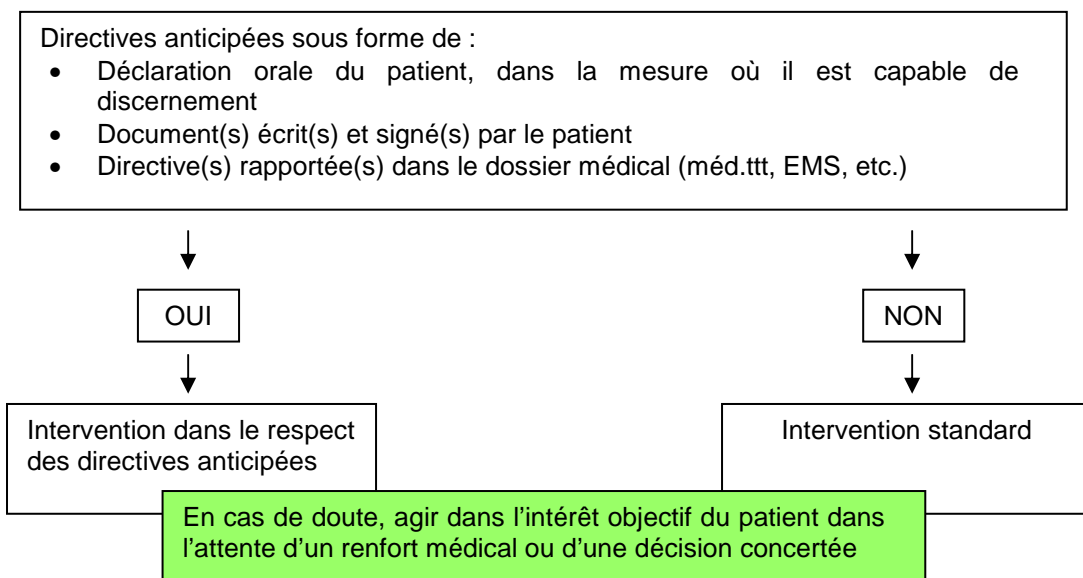 Directives anticipées sous forme de :
• Déclaration orale du patient, dans la mesure où il est capable de
discernement
• Document(s) écrit(s) et signé(s) par le patient
• Directive(s) rapportée(s) dans le dossier médical (méd.ttt, EMS, etc.)
OUI
NON
Intervention dans le respect
des directives anticipées
Intervention standard
En cas de doute, agir dans l’intérêt objectif du patient dans
l’attente d’un renfort médical ou d’une décision concertée